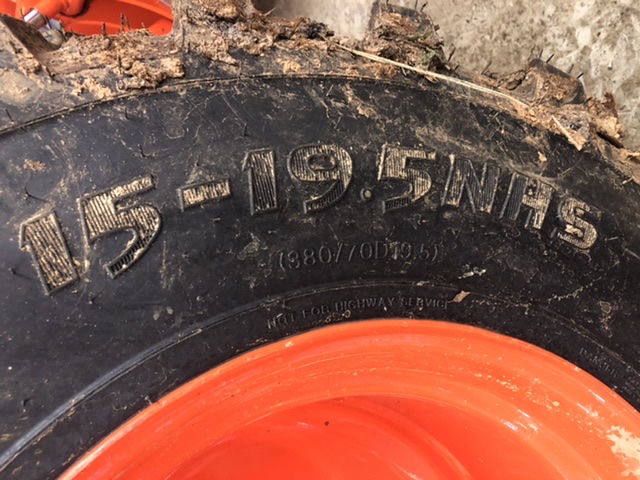 15-19.5NHS
(380/70D19.5)
NOT FOR HIGHWAY SERVICE